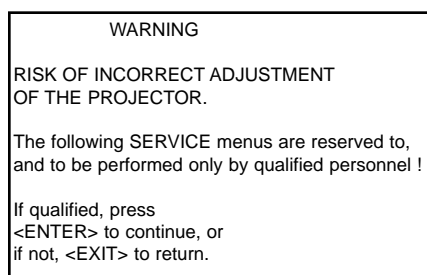 WARNING
RISK OF INCORRECT ADJUSTMENT
OF THE PROJECTOR.
The following SERVICE menus are reserved to,
and to be performed only by qualified personnel !
If qualified, press
<ENTER> to continue, or
if not, <EXIT> to return.